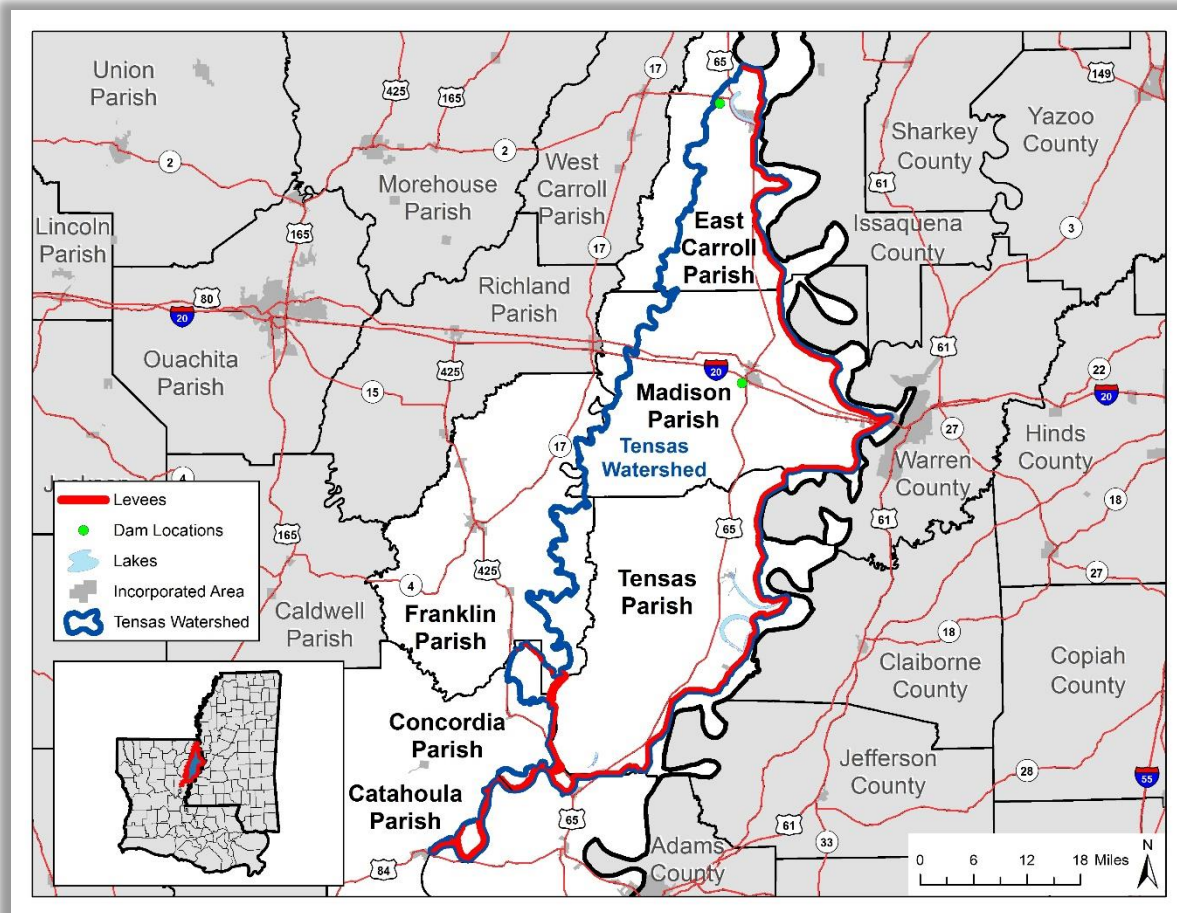 Union
Parish
425
165
17
65
149
2
2
Morehouse
Parish
West
Carroll
Parish
Sharkey
County
Yazoo
County
61
Lincoln
Parish
165
East
Carroll
Parish
Issaquena
County
3
17
Richland
Parish
80
20
Ouachita
Parish
425
15
20
Madison
Parish
61
22
20
Tensas
Watershed
27
Hinds
County
17
Warren
County
18
4
65
61
165
Levees
Dam Locations
Lakes
Incorporated Area
Tensas Watershed
425
4
Tensas
Parish
27
Caldwell
Parish
Franklin
Parish
18
Claiborne
County
Copiah
County
Concordia
Parish
Jefferson
County
28
55
Catahoula
Parish
65
61
33
84
Adams
County
0 6 12 18 Miles
N